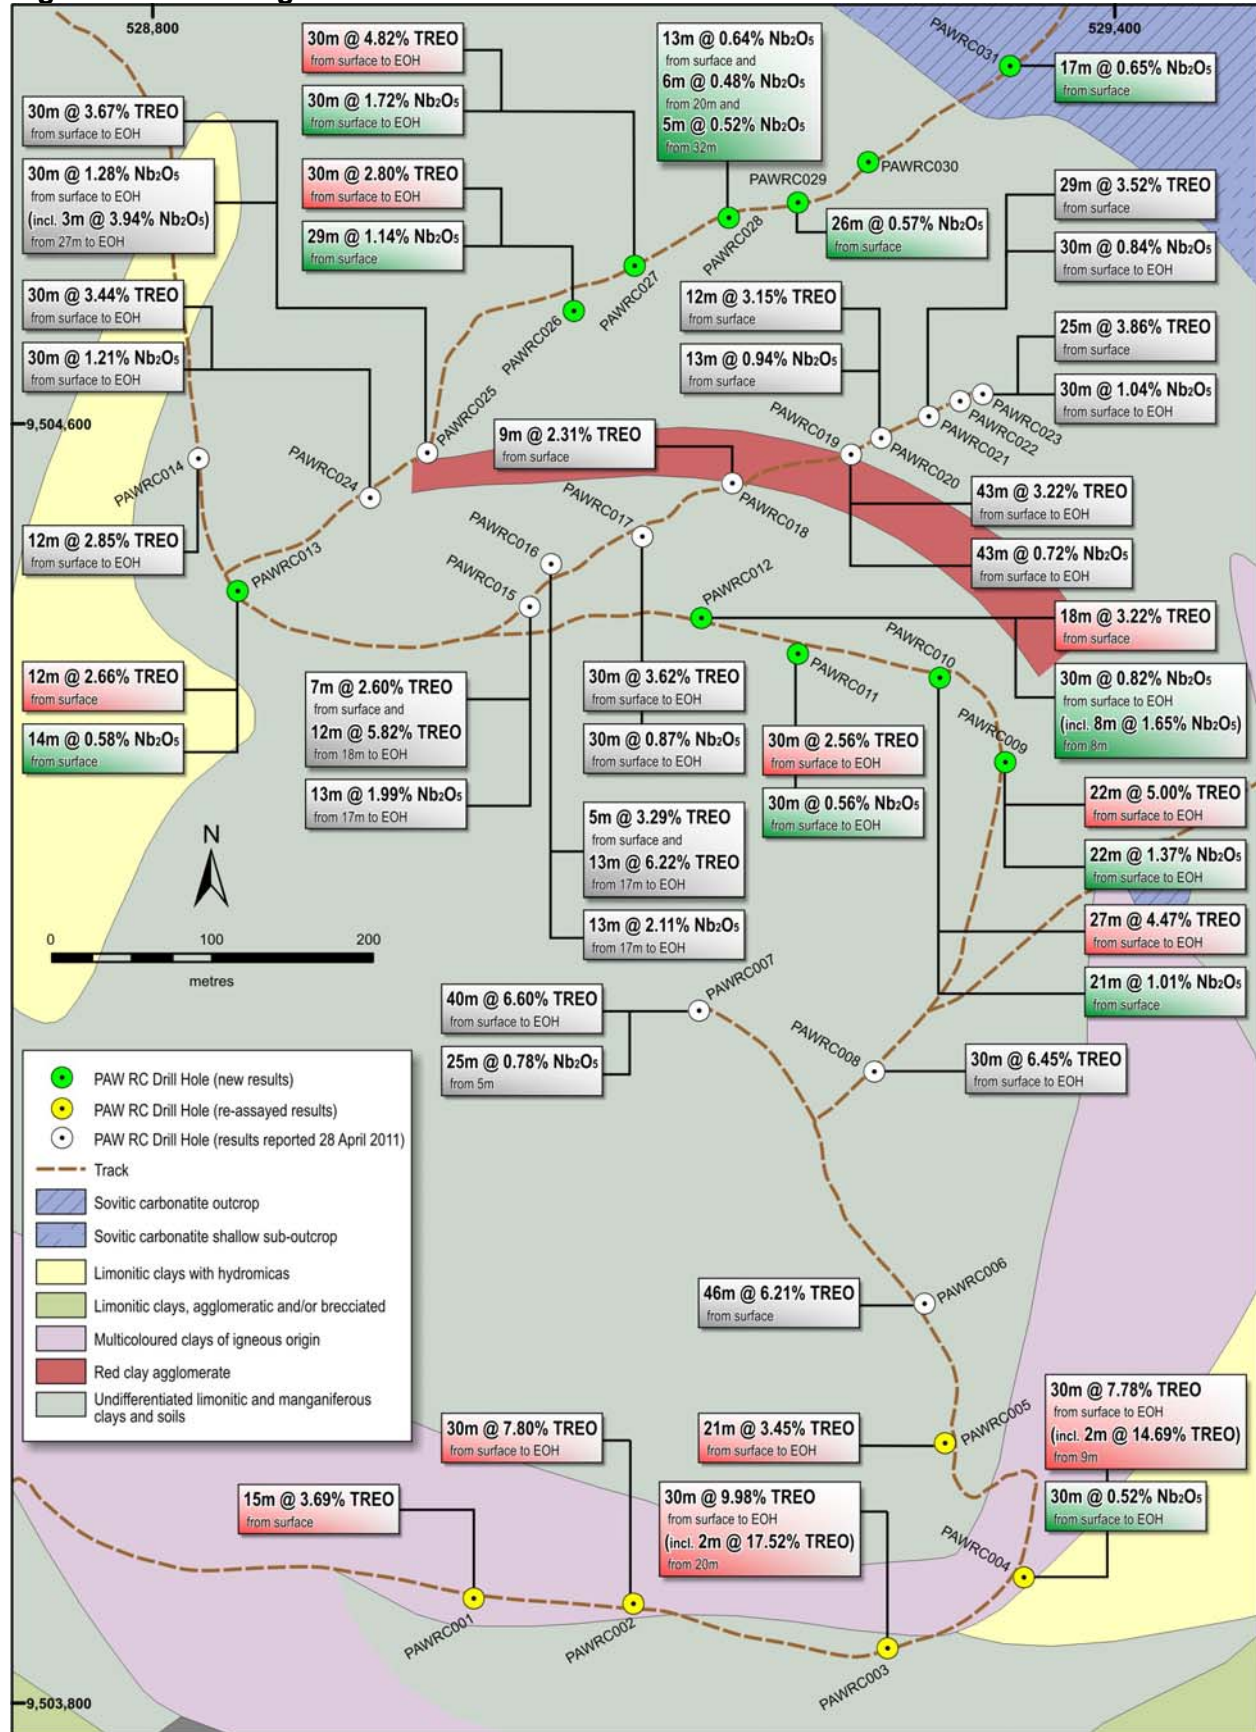 528,800
529,400
30m @ 4.82% TREO
from surface to EOH
30m @ 1.72% Nb₂O₅
from surface to EOH
30m @ 2.80% TREO
from surface to EOH
29m @ 1.14% Nb₂O₅
from surface
13m @ 0.64% Nb₂O₅
from surface and
6m @ 0.48% Nb₂O₅
from 20m and
5m @ 0.52% Nb₂O₅
from 32m
PAWRC031
17m @ 0.65% Nb₂O₅
from surface
30m @ 3.67% TREO
from surface to EOH
30m @ 1.28% Nb₂O₅
from surface to EOH
(incl. 3m @ 3.94% Nb₂O₅)
from 27m to EOH
30m @ 3.44% TREO
from surface to EOH
30m @ 1.21% Nb₂O₅
from surface to EOH
PAWRC030
PAWRC029
PAWRC028
PAWRC027
PAWRC026
26m @ 0.57% Nb₂O₅
from surface
29m @ 3.52% TREO
from surface
30m @ 0.84% Nb₂O₅
from surface to EOH
12m @ 3.15% TREO
from surface
13m @ 0.94% Nb₂O₅
from surface
25m @ 3.86% TREO
from surface
30m @ 1.04% Nb₂O₅
from surface to EOH
9,504,600
PAWRC014
PAWRC024
PAWRC025
9m @ 2.31% TREO
from surface
PAWRC019
PAWRC020
PAWRC021
PAWRC022
PAWRC023
PAWRC018
PAWRC017
PAWRC016
PAWRC015
43m @ 3.22% TREO
from surface to EOH
43m @ 0.72% Nb₂O₅
from surface to EOH
12m @ 2.85% TREO
from surface to EOH
PAWRC013
PAWRC012
PAWRC011
PAWRC010
PAWRC009
18m @ 3.22% TREO
from surface
30m @ 0.82% Nb₂O₅
from surface to EOH
(incl. 8m @ 1.65% Nb₂O₅)
from 8m
12m @ 2.66% TREO
from surface
14m @ 0.58% Nb₂O₅
from surface
7m @ 2.60% TREO
from surface and
12m @ 5.82% TREO
from 18m to EOH
13m @ 1.99% Nb₂O₅
from 17m to EOH
30m @ 3.62% TREO
from surface to EOH
30m @ 0.87% Nb₂O₅
from surface to EOH
30m @ 2.56% TREO
from surface to EOH
30m @ 0.56% Nb₂O₅
from surface to EOH
5m @ 3.29% TREO
from surface and
13m @ 6.22% TREO
from 17m to EOH
13m @ 2.11% Nb₂O₅
from 17m to EOH
22m @ 5.00% TREO
from surface to EOH
22m @ 1.37% Nb₂O₅
from surface to EOH
27m @ 4.47% TREO
from surface to EOH
21m @ 1.01% Nb₂O₅
from surface
N
0
100
200
metres
PAWRC007
40m @ 6.60% TREO
from surface to EOH
25m @ 0.78% Nb₂O₅
from 5m
PAWRC008
30m @ 6.45% TREO
from surface to EOH
PAW RC Drill Hole (new results)
PAW RC Drill Hole (re-assayed results)
PAW RC Drill Hole (results reported 28 April 2011)
Track
Sovitic carbonatite outcrop
Sovitic carbonatite shallow sub-outcrop
Limonitic clays with hydromicas
Limonitic clays, agglomeratic and/or brecciated
Multicoloured clays of igneous origin
Red clay agglomerate
Undifferentiated limonitic and manganiferous
clays and soils
PAWRC006
46m @ 6.21% TREO
from surface
30m @ 7.80% TREO
from surface to EOH
21m @ 3.45% TREO
from surface to EOH
PAWRC005
30m @ 7.78% TREO
from surface to EOH
(incl. 2m @ 14.69% TREO)
from 9m
30m @ 0.52% Nb₂O₅
from surface to EOH
15m @ 3.69% TREO
from surface
30m @ 9.98% TREO
from surface to EOH
(incl. 2m @ 17.52% TREO)
from 20m
PAWRC004
PAWRC001
PAWRC002
PAWRC003
9,503,800